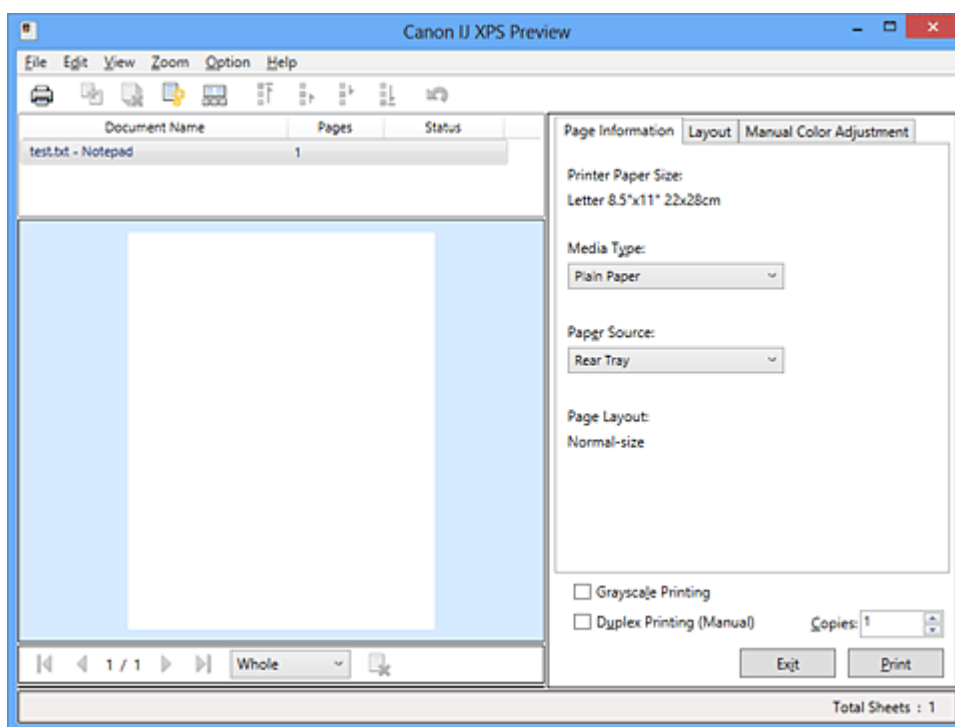 Canon IJ XPS Preview
File Edit View Zoom Option Help
Document Name Pages Status
test.txt - Notepad 1
Page Information Layout Manual Color Adjustment
Printer Paper Size:
Letter 8.5"x11" 22x28cm
Media Type:
Plain Paper
Paper Source:
Rear Tray
Page Layout:
Normal-size
Grayscale Printing
Duplex Printing (Manual) Copies: 1
1 / 1 Whole
Exit Print
Total Sheets : 1